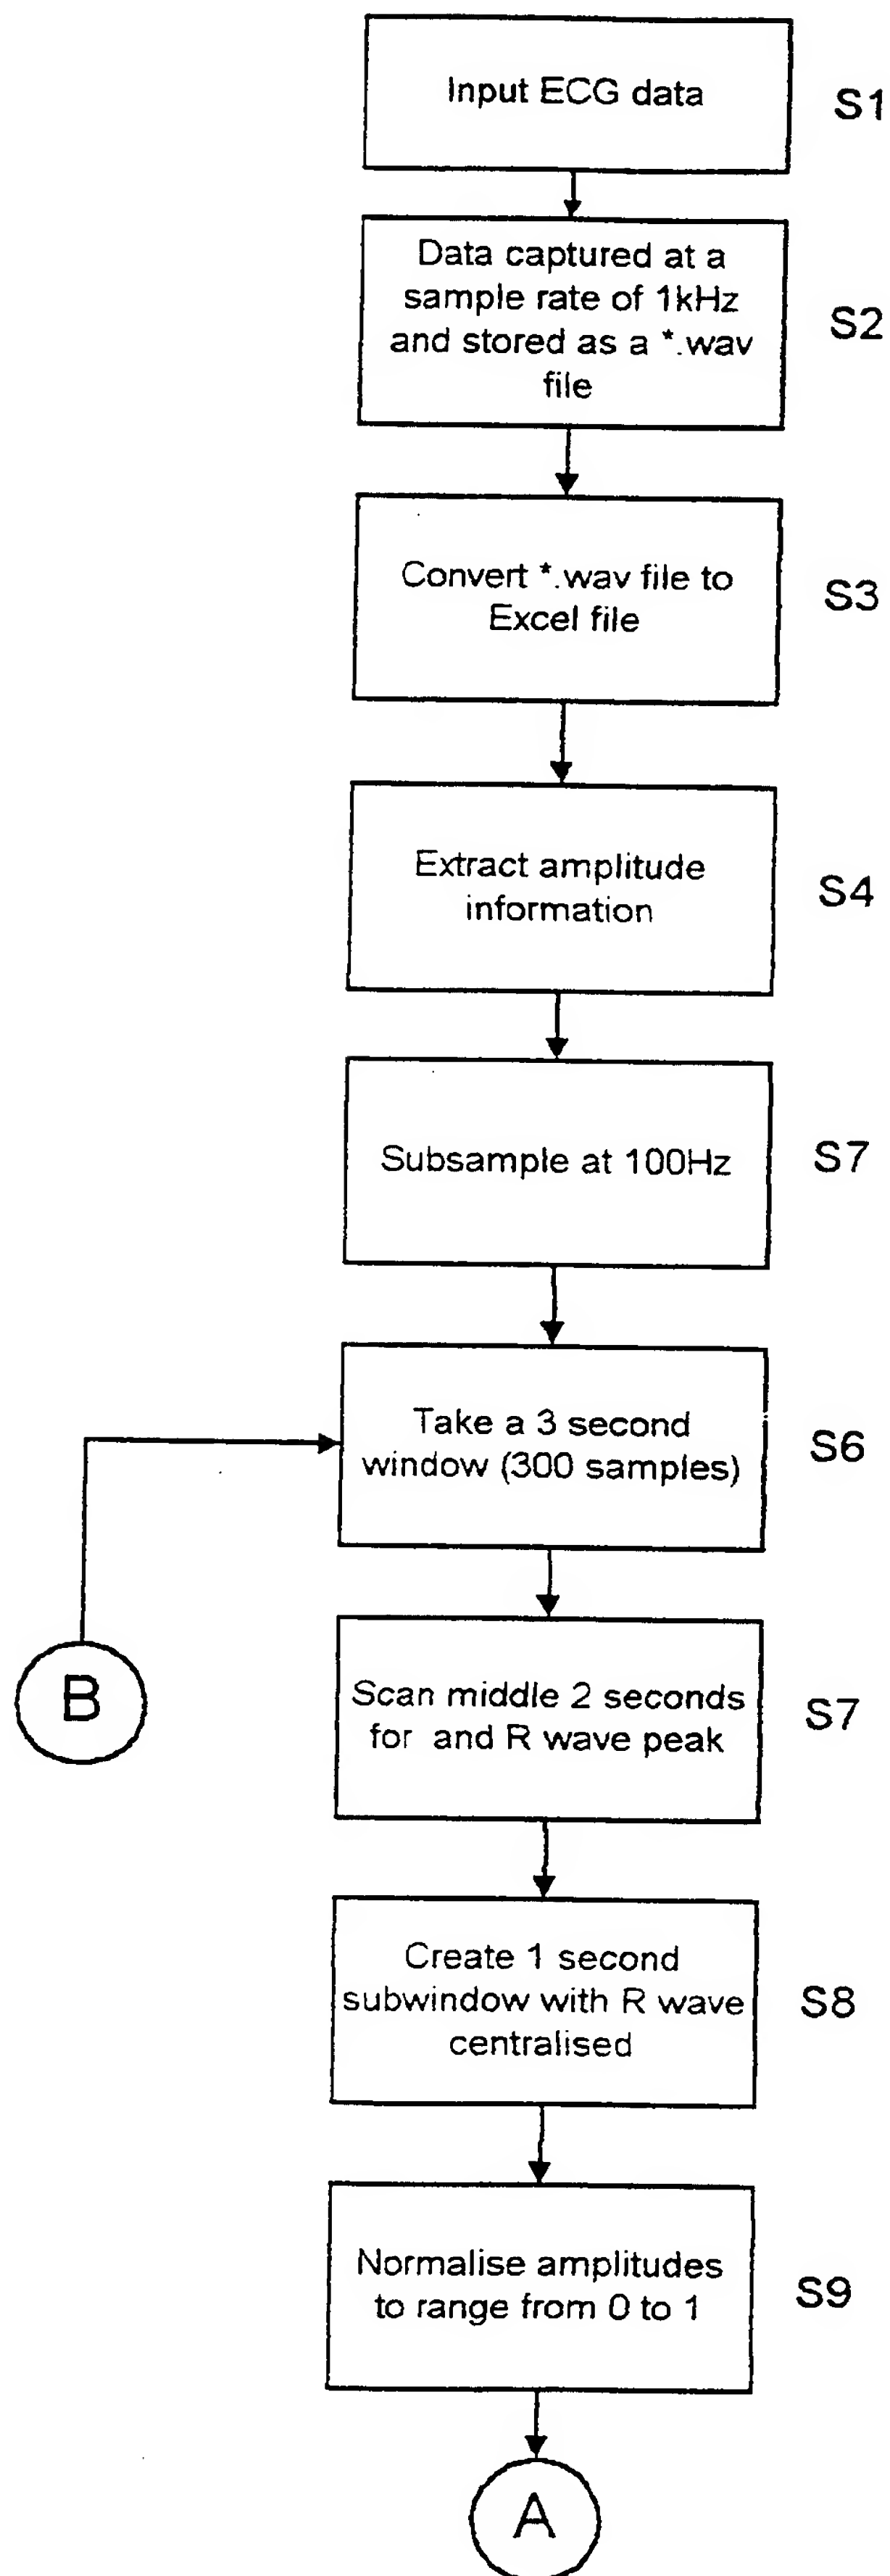 Input ECG data
S1
Data captured at a
sample rate of 1kHz
and stored as a *.wav
file
S2
Convert *.wav file to
Excel file
S3
Extract amplitude
information
S4
Subsample at 100Hz
S7
Take a 3 second
window (300 samples)
S6
B
Scan middle 2 seconds
for and R wave peak
S7
Create 1 second
subwindow with R wave
centralised
S8
Normalise amplitudes
to range from 0 to 1
S9
A